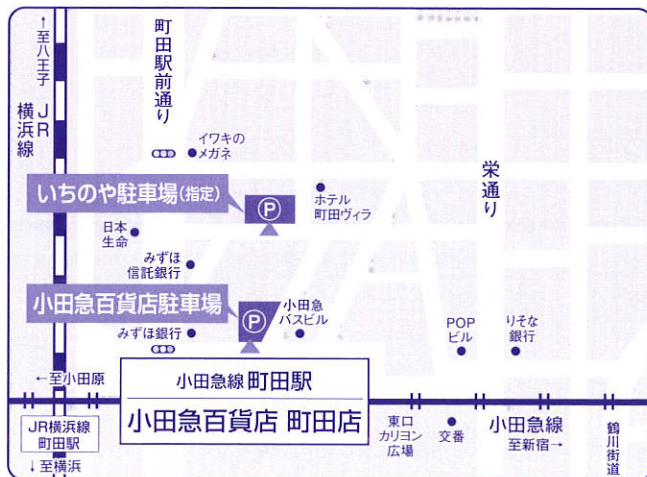 ↑至八王子
JR
横浜線
町田駅前通り
イワキの
メガネ
いちのや駐車場(指定)
P
ホテル
町田ヴィラ
栄通り
日本
生命
みずほ
信託銀行
小田急百貨店駐車場
P
小田急
バスビル
みずほ銀行
POP
ビル
りそな
銀行
←至小田原
小田急線 町田駅
小田急百貨店 町田店
JR横浜線
町田駅
↓至横浜
東口
カリヨン
広場
交番
小田急線
至新宿→
鶴川街道